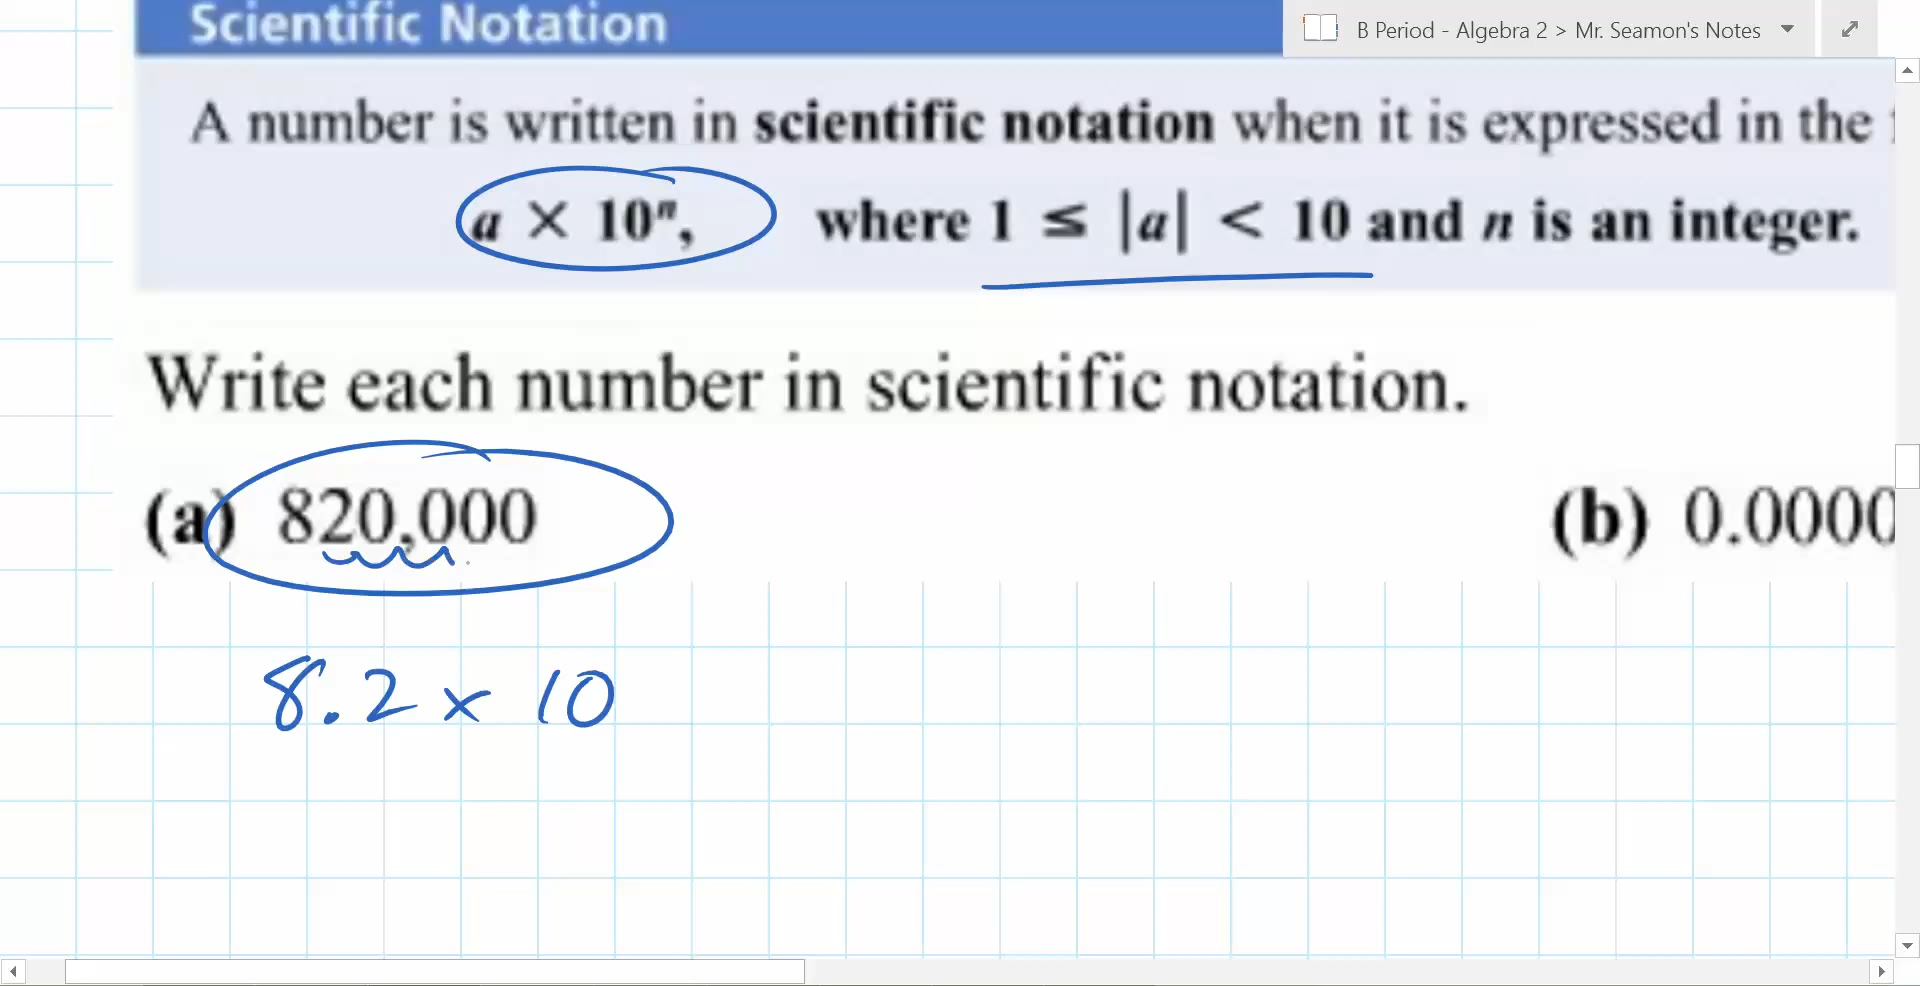 Scientific Notation
B Period - Algebra 2 > Mr. Seamon's Notes
A number is written in scientific notation when it is expressed in the
a × 10ⁿ, where 1 ≤ |a| < 10 and n is an integer.
Write each number in scientific notation.
(a) 820,000 (b) 0.0000
8.2 x 10